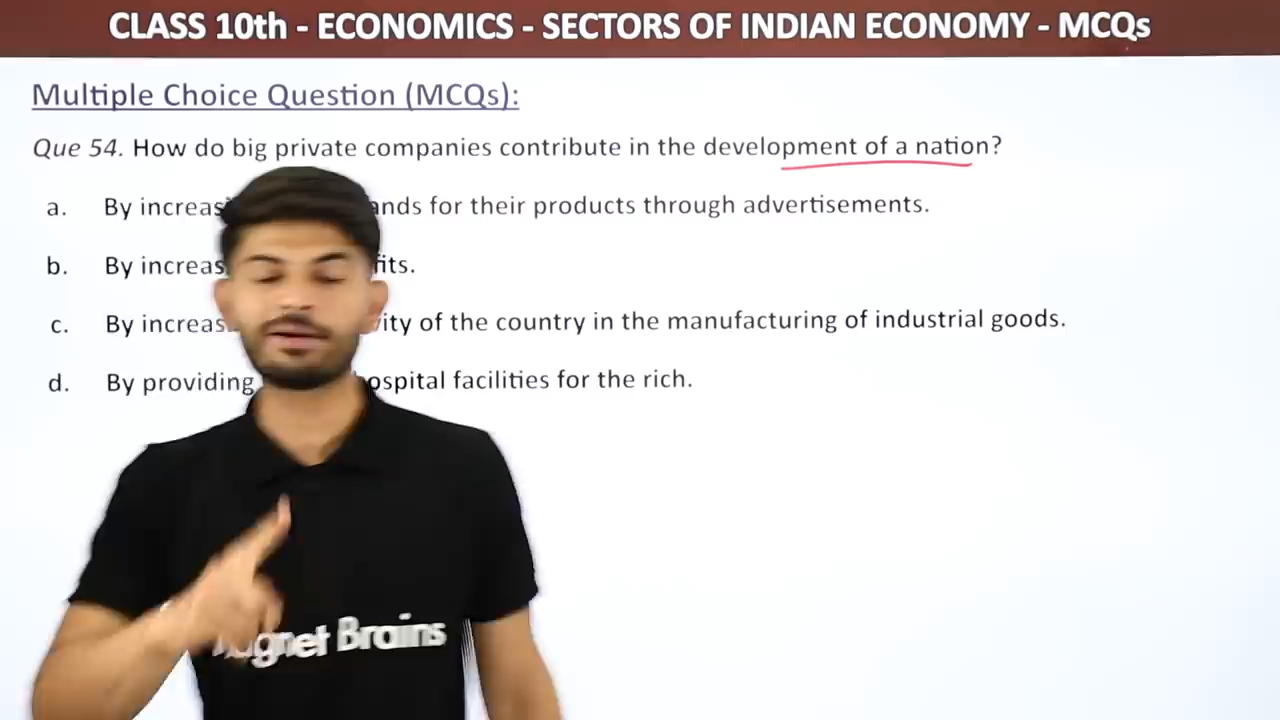 CLASS 10th - ECONOMICS - SECTORS OF INDIAN ECONOMY - MCQs
Multiple Choice Question (MCQs):
Que 54. How do big private companies contribute in the development of a nation?
a. By increas ands for their products through advertisements.
b. By increas fits.
c. By increas ity of the country in the manufacturing of industrial goods.
d. By providing ospital facilities for the rich.
gnet Brains